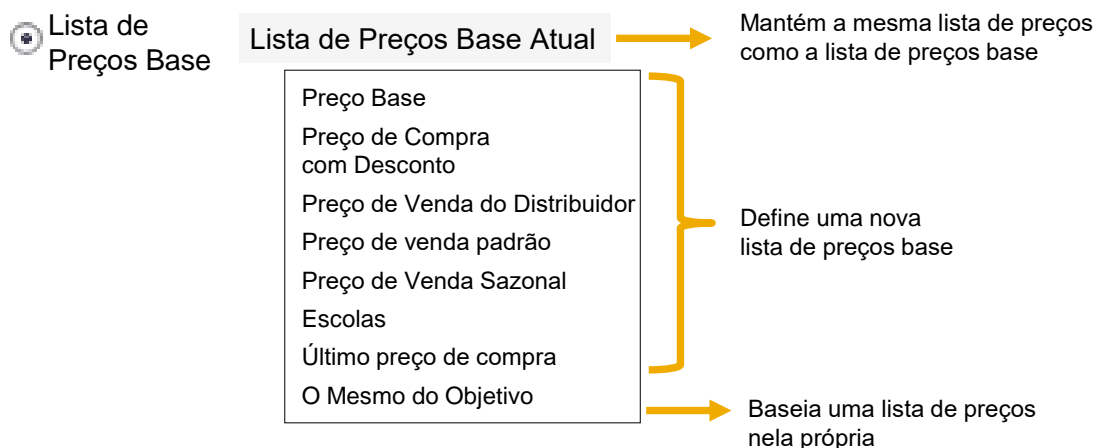 Lista de
Preços Base
Lista de Preços Base Atual
Mantém a mesma lista de preços
como a lista de preços base
Preço Base
Preço de Compra
com Desconto
Preço de Venda do Distribuidor
Preço de venda padrão
Preço de Venda Sazonal
Escolas
Último preço de compra
O Mesmo do Objetivo
Define uma nova
lista de preços base
Baseia uma lista de preços
nela própria